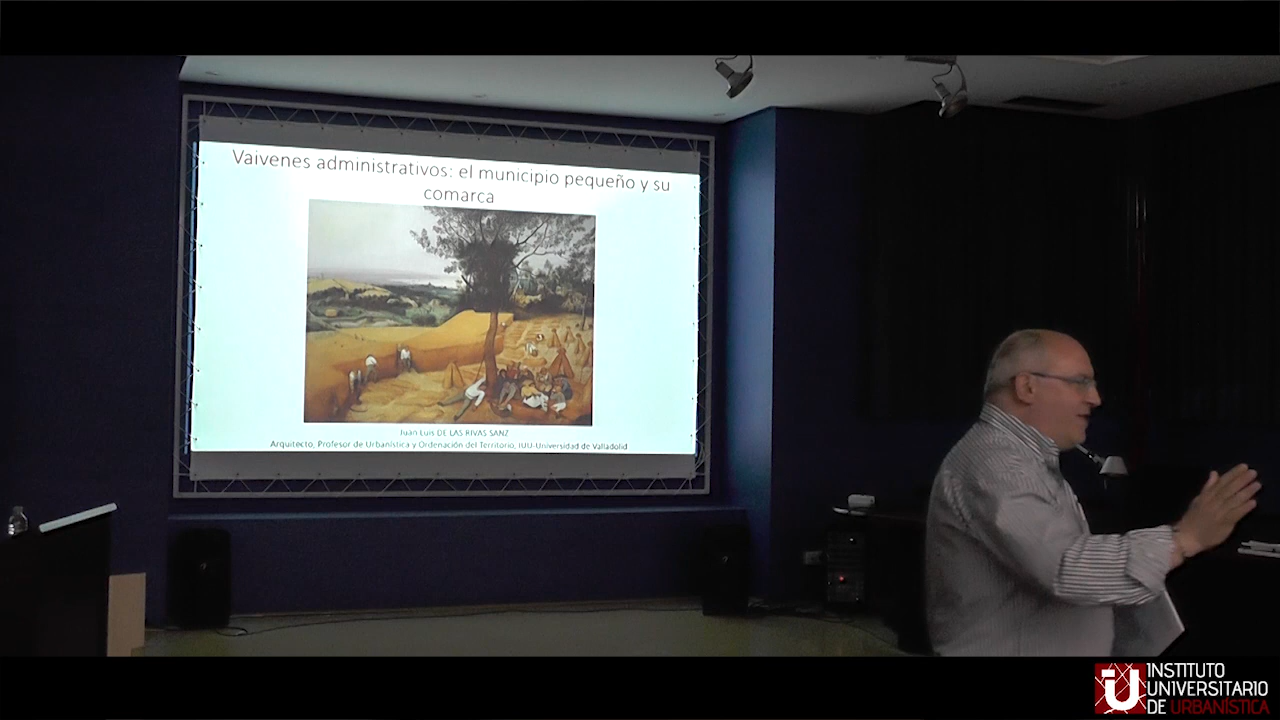 Vaivenes administrativos: el municipio pequeño y su
comarca
Juan Luis DE LAS RIVAS SANZ
Arquitecto, Profesor de Urbanística y Ordenación del Territorio, IUU-Universidad de Valladolid
iU INSTITUTO
UNIVERSITARIO
DE URBANÍSTICA